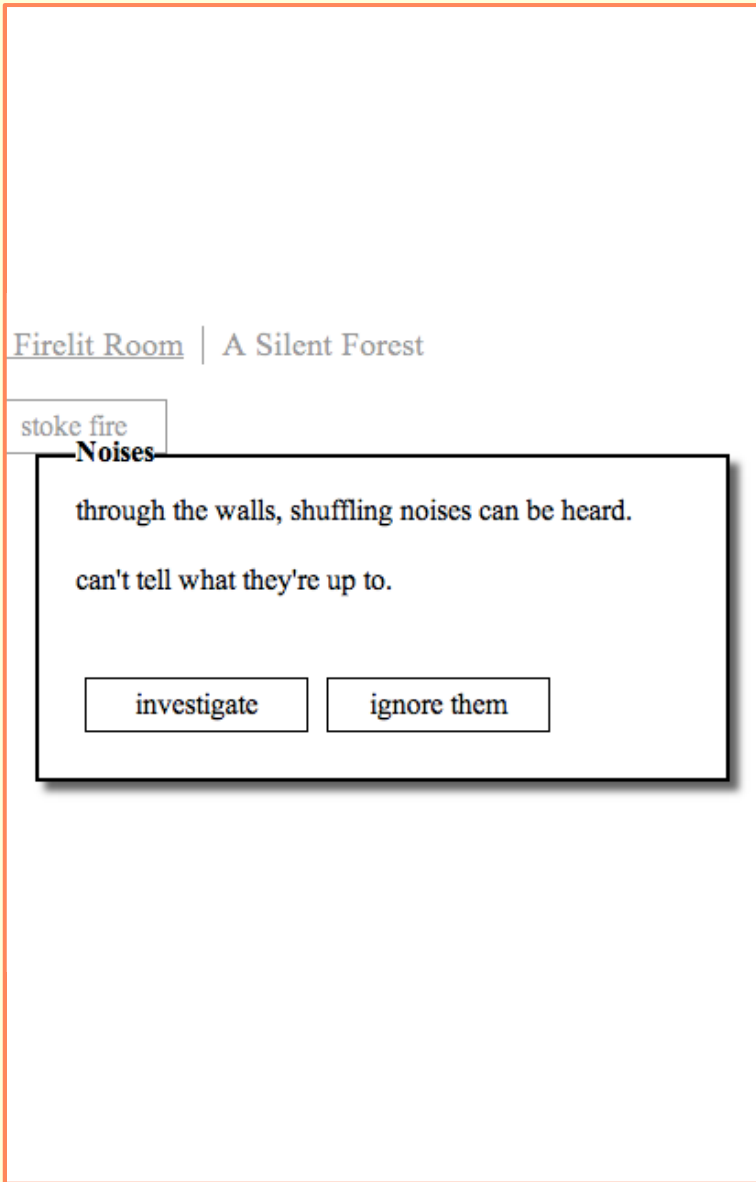 Firelit Room | A Silent Forest
stoke fire
Noises
through the walls, shuffling noises can be heard.
can't tell what they're up to.
investigate ignore them